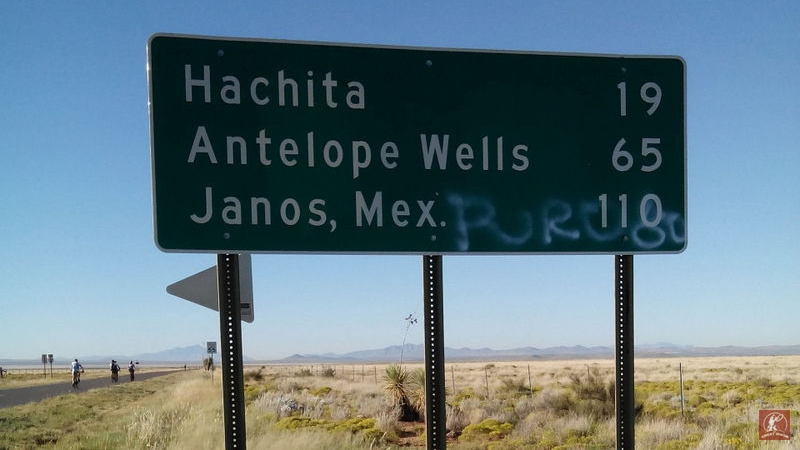 Hachita 19
Antelope Wells 65
Janos, Mex. 110